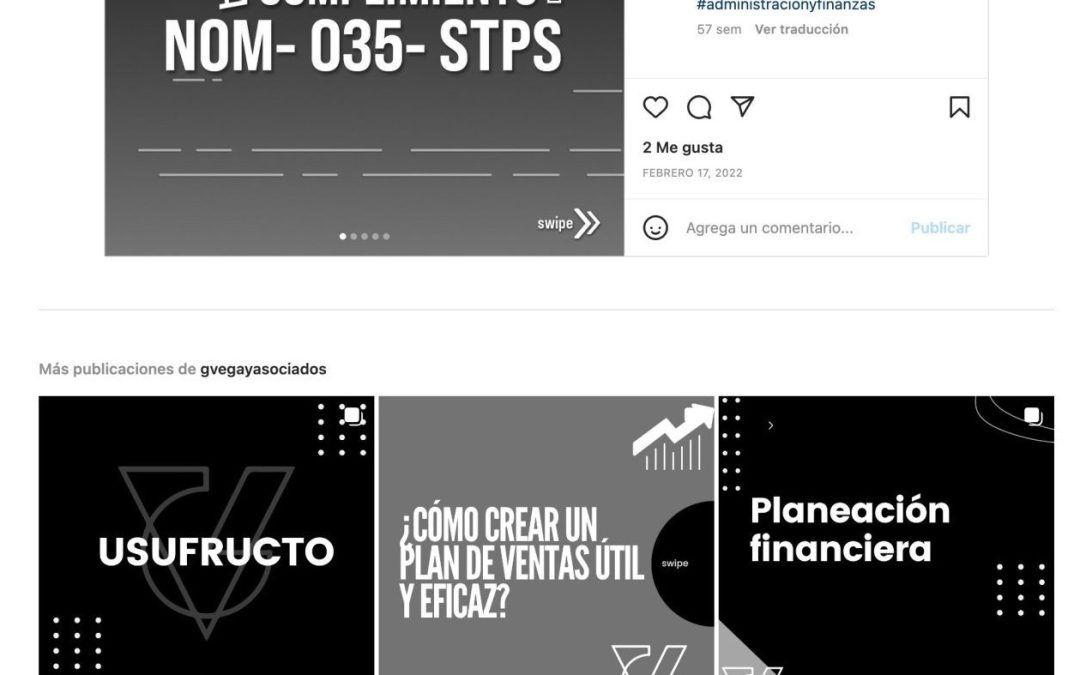 CUMPLIMIENTO
NOM- 035- STPS
swipe
#administracionyfinanzas
57 sem Ver traducción
2 Me gusta
FEBRERO 17, 2022
Agrega un comentario... Publicar
Más publicaciones de gvegayasociados
USUFRUCTO
¿CÓMO CREAR UN
PLAN DE VENTAS ÚTIL
Y EFICAZ?
swipe
Planeación
financiera